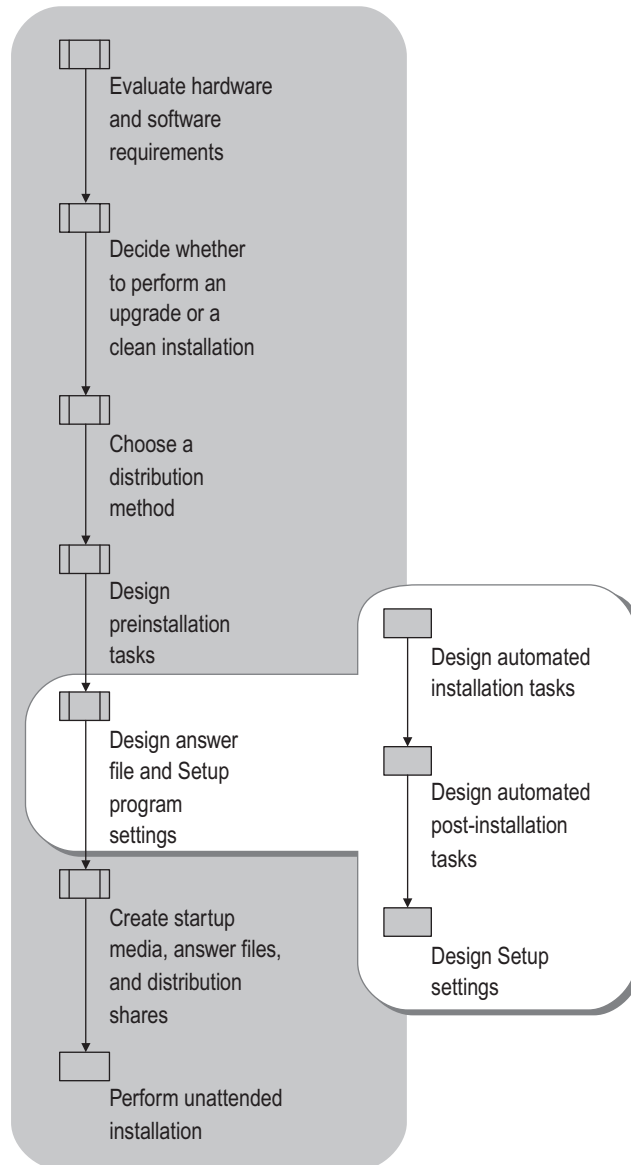 Evaluate hardware
and software
requirements
Decide whether
to perform an
upgrade or a
clean installation
Choose a
distribution
method
Design
preinstallation
tasks
Design answer
file and Setup
program
settings
Create startup
media, answer files,
and distribution
shares
Perform unattended
installation
Design automated
installation tasks
Design automated
post-installation
tasks
Design Setup
settings